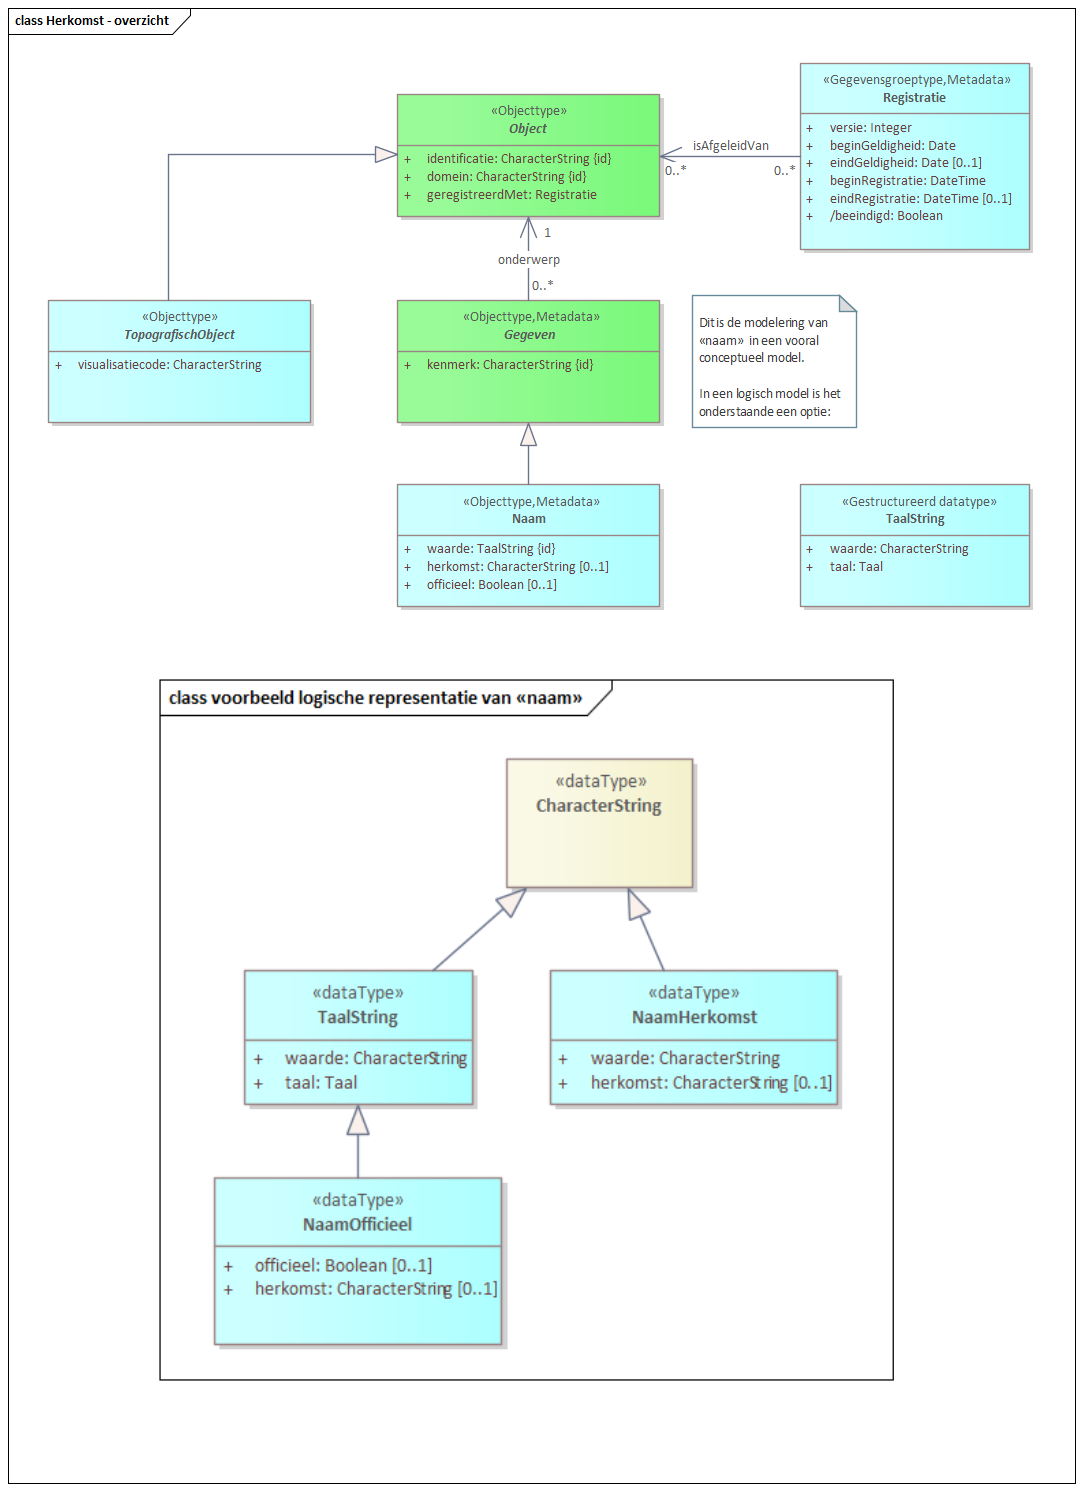 class Herkomst - overzicht
«Objecttype»
Object
+ identificatie: CharacterString {id}
+ domein: CharacterString {id}
+ geregistreerdMet: Registratie
«Gegevensgroeptype,Metadata»
Registratie
+ versie: Integer
+ beginGeldigheid: Date
+ eindGeldigheid: Date [0..1]
+ beginRegistratie: DateTime
+ eindRegistratie: DateTime [0..1]
+ /beeindigd: Boolean
isAfgeleidVan
0..*
0..*
1
onderwerp
0..*
«Objecttype»
TopografischObject
+ visualisatiecode: CharacterString
«Objecttype,Metadata»
Gegeven
+ kenmerk: CharacterString {id}
Dit is de modelering van
«naam» in een vooral
conceptueel model.
In een logisch model is het
onderstaande een optie:
«Objecttype,Metadata»
Naam
+ waarde: TaalString {id}
+ herkomst: CharacterString [0..1]
+ officieel: Boolean [0..1]
«Gestructureerd datatype»
TaalString
+ waarde: CharacterString
+ taal: Taal
class voorbeeld logische representatie van «naam»
«dataType»
CharacterString
«dataType»
TaalString
+ waarde: CharacterString
+ taal: Taal
«dataType»
NaamHerkomst
+ waarde: CharacterString
+ herkomst: CharacterString [0..1]
«dataType»
NaamOfficieel
+ officieel: Boolean [0..1]
+ herkomst: CharacterString [0..1]